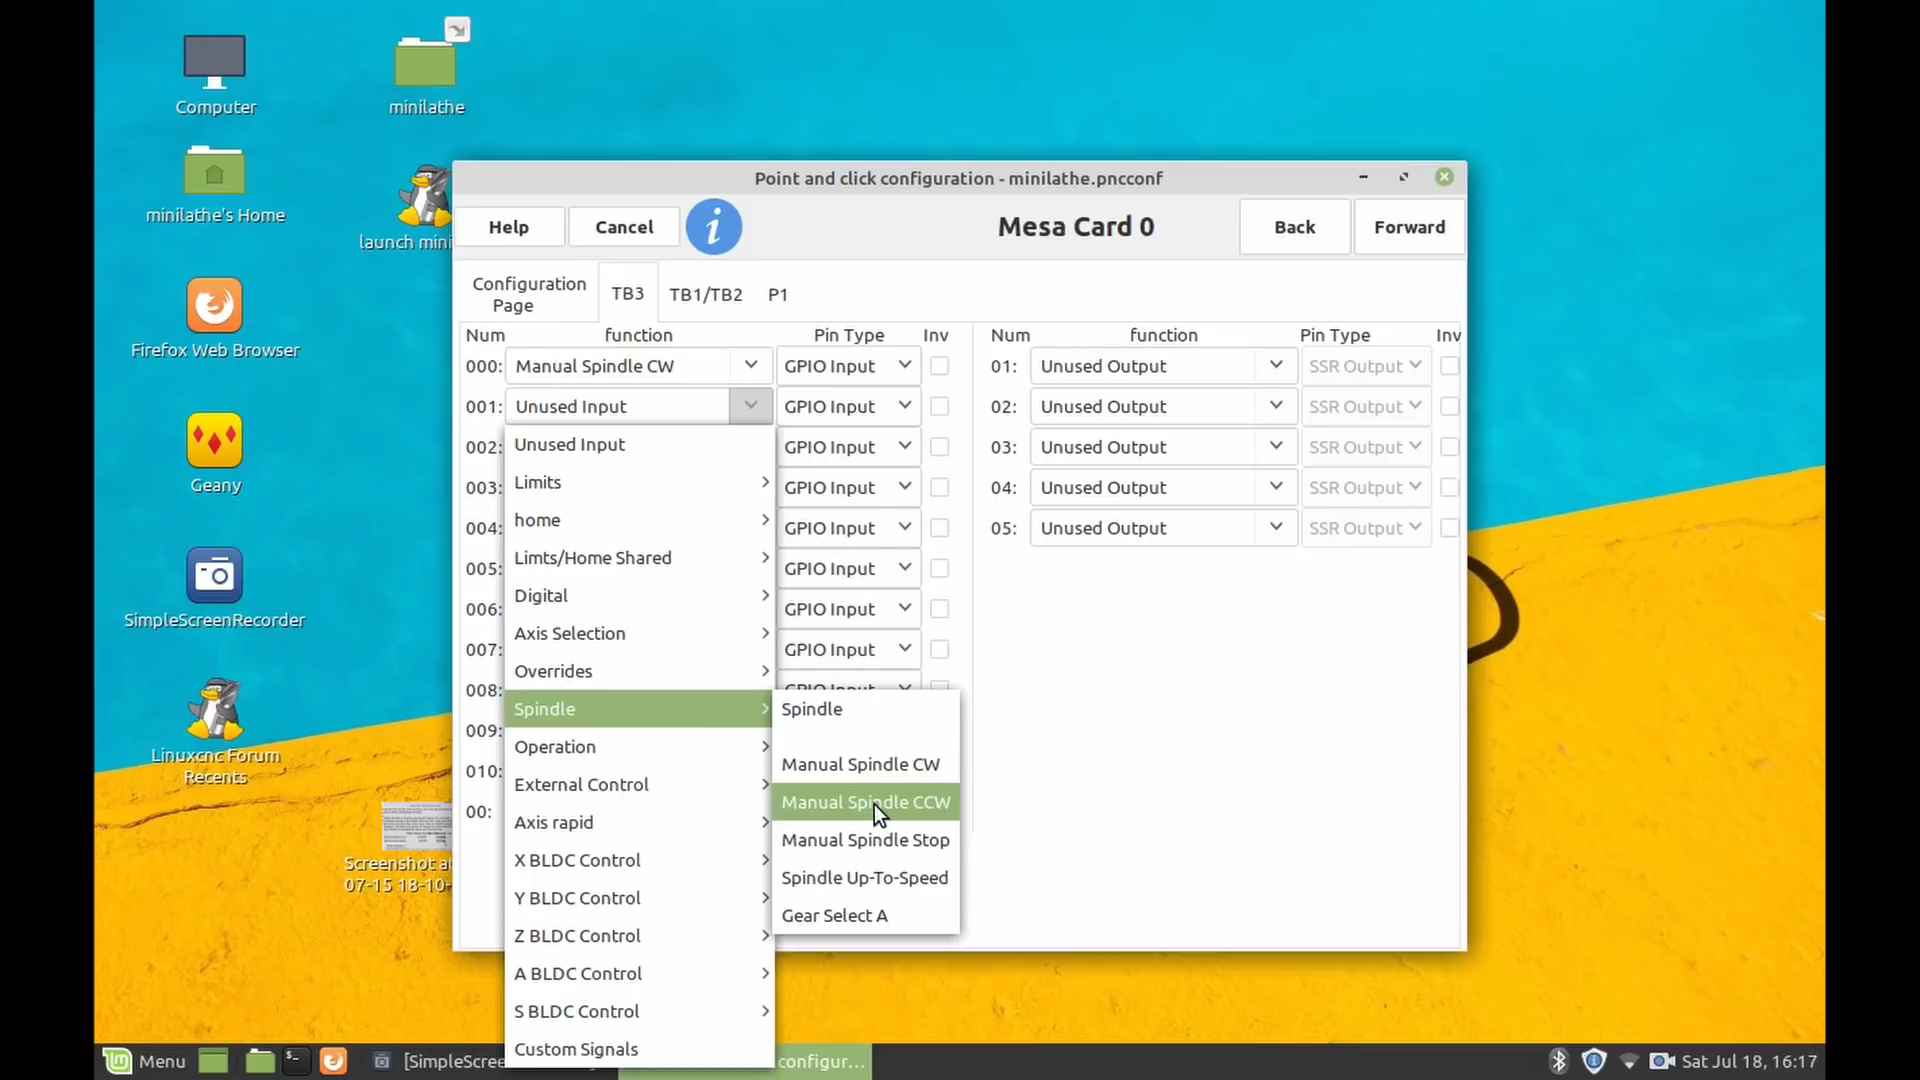 Computer
minilathe
minilathe's Home
launch mini
Firefox Web Browser
Geany
SimpleScreenRecorder
Linuxcnc Forum
Recents
Screenshot a
07-15 18-10-
Point and click configuration - minilathe.pncconf
Help
Cancel
Mesa Card 0
Back
Forward
Configuration
Page
TB3
TB1/TB2
P1
Num function Pin Type Inv
Num function Pin Type Inv
000: Manual Spindle CW GPIO Input
001: Unused Input GPIO Input
002: GPIO Input
003: GPIO Input
004: GPIO Input
005: GPIO Input
006: GPIO Input
007: GPIO Input
008: GPIO Input
009:
010:
00:
01: Unused Output SSR Output
02: Unused Output SSR Output
03: Unused Output SSR Output
04: Unused Output SSR Output
05: Unused Output SSR Output
Unused Input
Limits
home
Limts/Home Shared
Digital
Axis Selection
Overrides
Spindle
Operation
External Control
Axis rapid
X BLDC Control
Y BLDC Control
Z BLDC Control
A BLDC Control
S BLDC Control
Custom Signals
Spindle
Manual Spindle CW
Manual Spindle CCW
Manual Spindle Stop
Spindle Up-To-Speed
Gear Select A
Menu
[SimpleScree
configur...
Sat Jul 18, 16:17